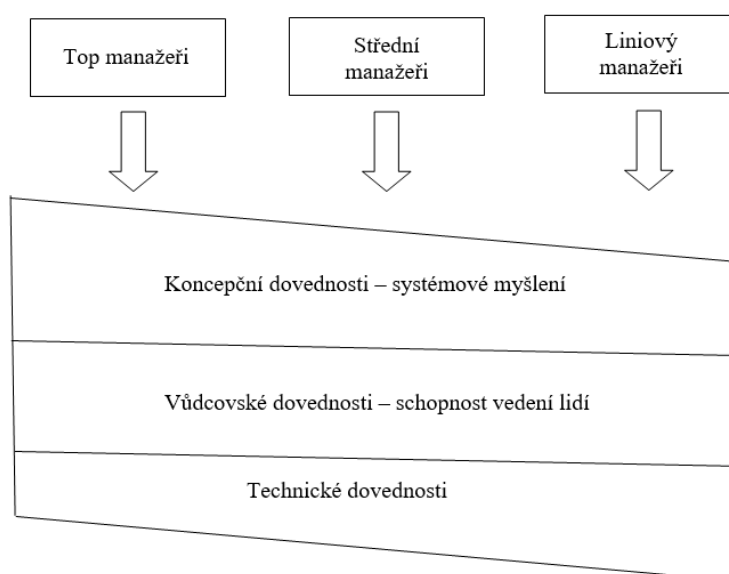 Top manažeři
Střední
manažeři
Liniový
manažeři
Koncepční dovednosti – systémové myšlení
Vůdcovské dovednosti – schopnost vedení lidí
Technické dovednosti